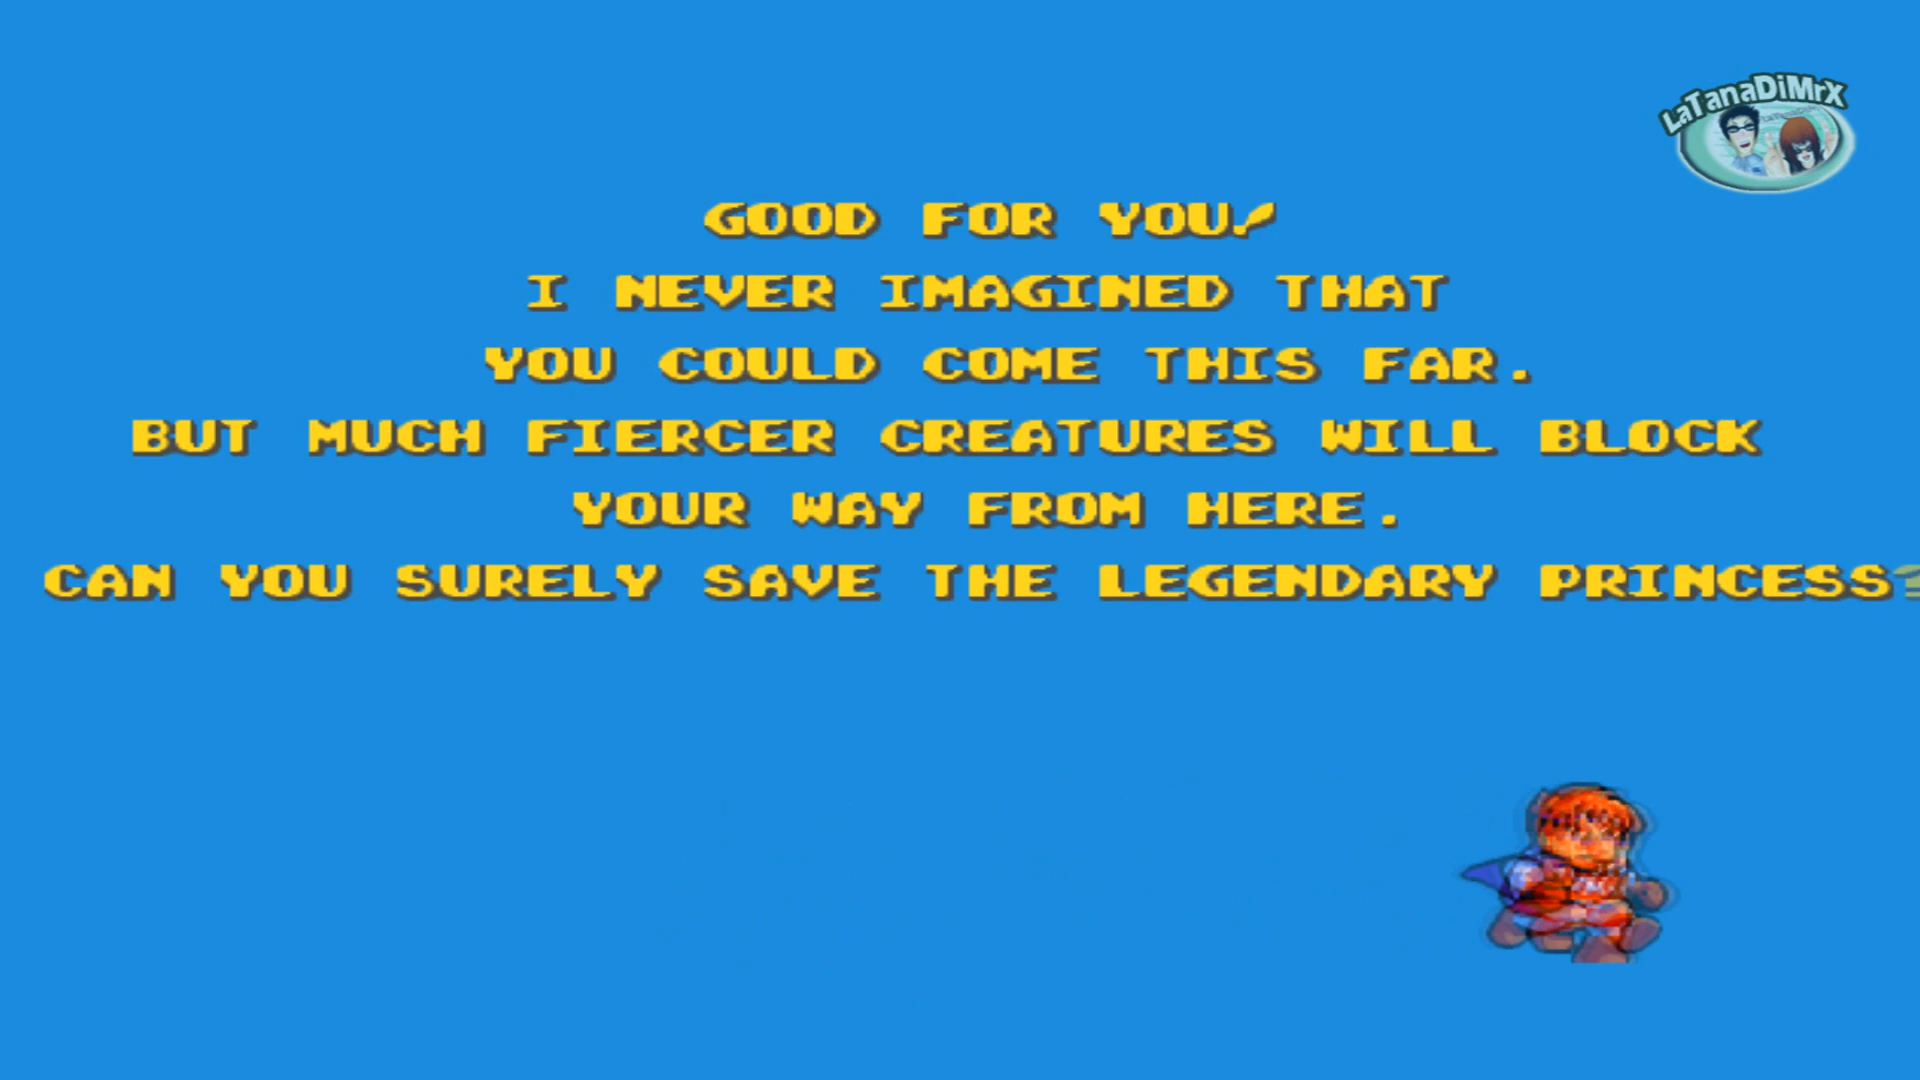 LaTanaDiMrX
GOOD FOR YOU!
I NEVER IMAGINED THAT
YOU COULD COME THIS FAR.
BUT MUCH FIERCER CREATURES WILL BLOCK
YOUR WAY FROM HERE.
CAN YOU SURELY SAVE THE LEGENDARY PRINCESS?